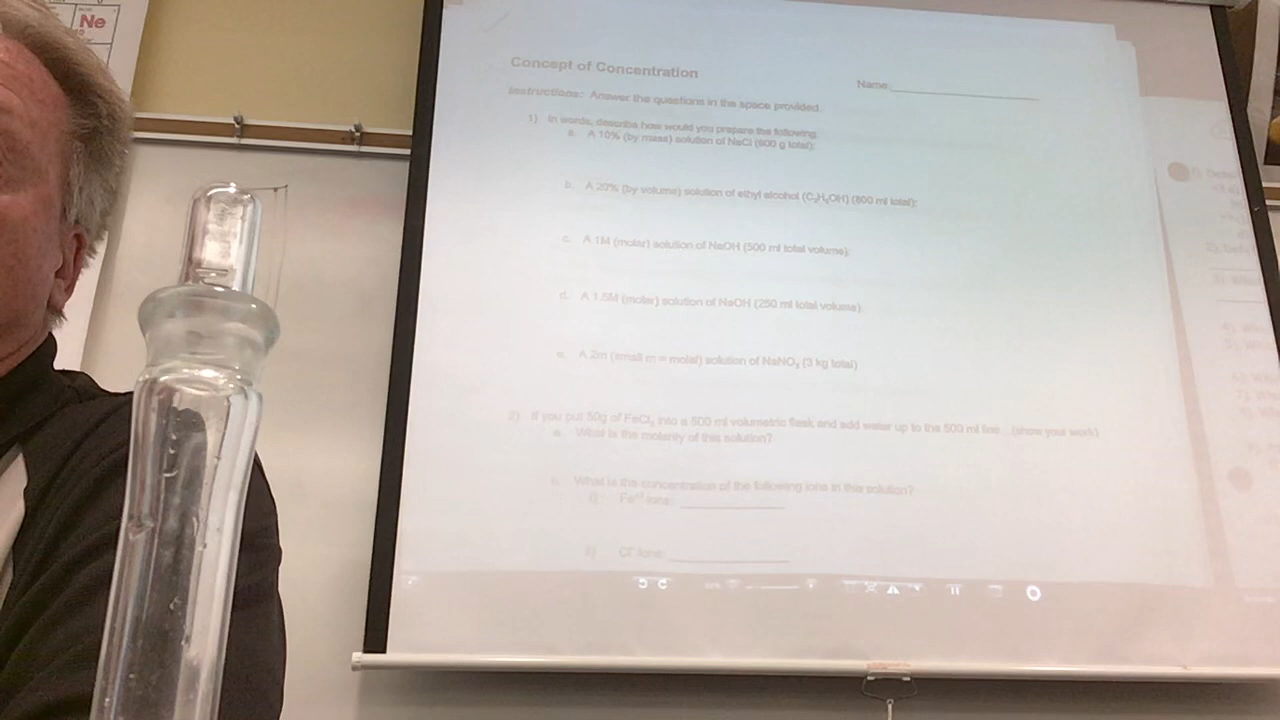 Ne
Concept of Concentration
Name:
Instructions: Answer the questions in the space provided.
1) In words, describe how would you prepare the following:
a. A 10% (by mass) solution of NaCl (600 g total):
b. A 20% (by volume) solution of ethyl alcohol (C₂H₅OH) (800 ml total):
c. A 1M (molar) solution of NaOH (500 ml total volume):
d. A 1.5M (molar) solution of NaOH (250 ml total volume)
e. A 2m (small m = molal) solution of NaNO₃ (3 kg total)
2) If you put 50g of FeCl₃ into a 500 ml volumetric flask and add water up to the 500 ml line... (show your work)
a. What is the molarity of this solution?
b. What is the concentration of the following ions in this solution?
i) Fe⁺³ ions:
ii) Cl⁻ ions: